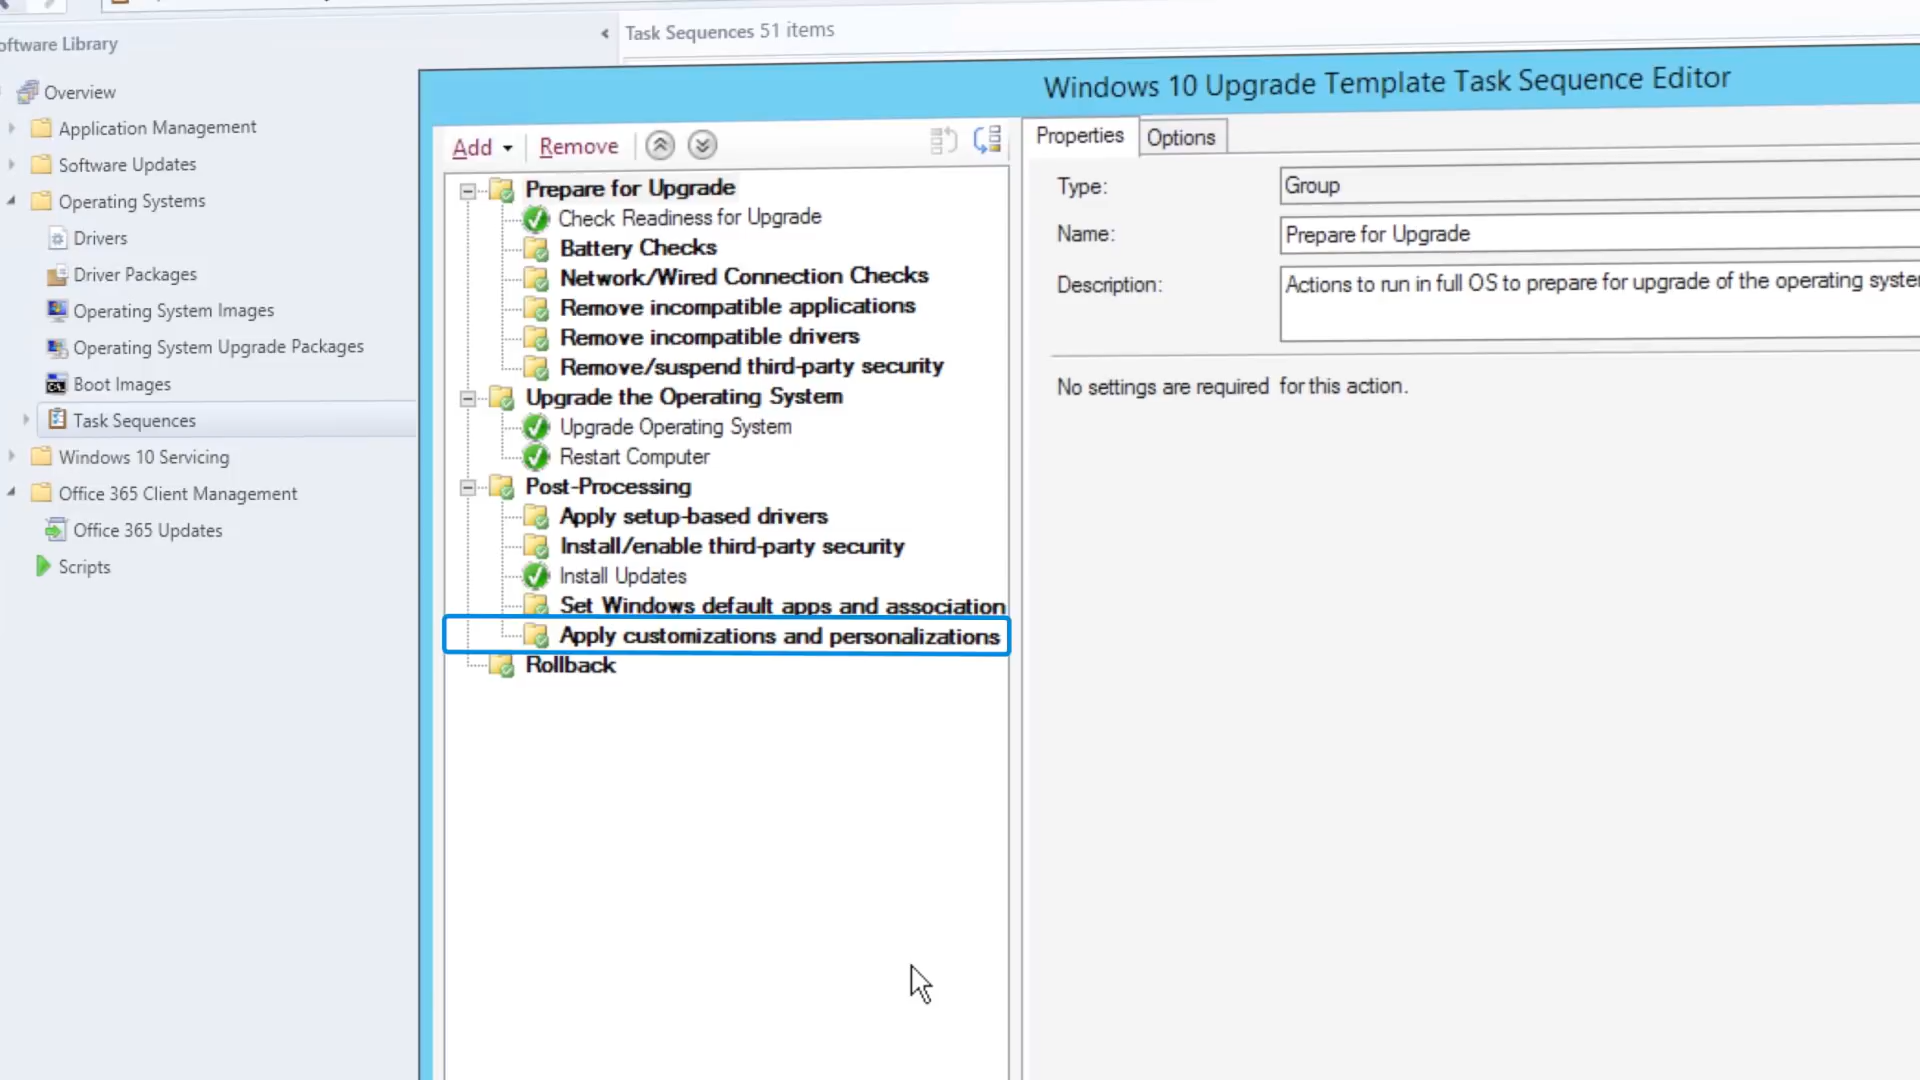 oftware Library
Overview
Application Management
Software Updates
Operating Systems
Drivers
Driver Packages
Operating System Images
Operating System Upgrade Packages
Boot Images
Task Sequences
Windows 10 Servicing
Office 365 Client Management
Office 365 Updates
Scripts
Task Sequences 51 items
Windows 10 Upgrade Template Task Sequence Editor
Add Remove
Prepare for Upgrade
Check Readiness for Upgrade
Battery Checks
Network/Wired Connection Checks
Remove incompatible applications
Remove incompatible drivers
Remove/suspend third-party security
Upgrade the Operating System
Upgrade Operating System
Restart Computer
Post-Processing
Apply setup-based drivers
Install/enable third-party security
Install Updates
Set Windows default apps and association
Apply customizations and personalizations
Rollback
Properties Options
Type: Group
Name: Prepare for Upgrade
Description: Actions to run in full OS to prepare for upgrade of the operating syste
No settings are required for this action.